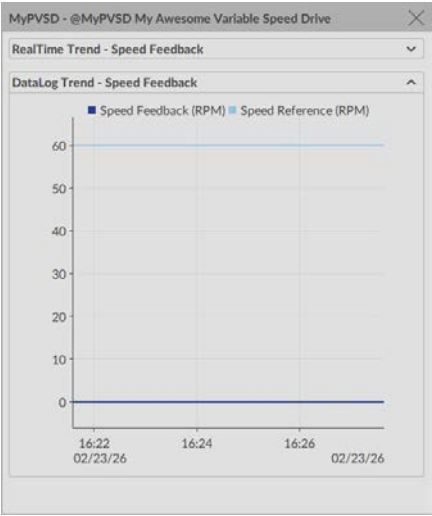 MyPVSD - @MyPVSD My Awesome Variable Speed Drive
RealTime Trend - Speed Feedback
DataLog Trend - Speed Feedback
Speed Feedback (RPM) Speed Reference (RPM)
60
50
40
30
20
10
0
16:22 16:24 16:26
02/23/26 02/23/26